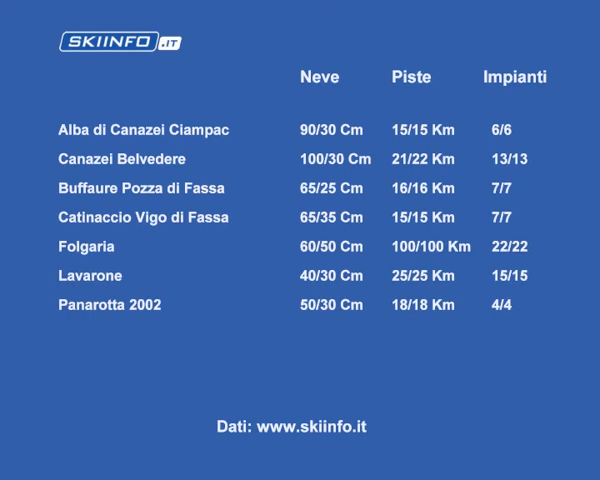 SKIINFO.IT
Neve Piste Impianti
Alba di Canazei Ciampac 90/30 Cm 15/15 Km 6/6
Canazei Belvedere 100/30 Cm 21/22 Km 13/13
Buffaure Pozza di Fassa 65/25 Cm 16/16 Km 7/7
Catinaccio Vigo di Fassa 65/35 Cm 15/15 Km 7/7
Folgaria 60/50 Cm 100/100 Km 22/22
Lavarone 40/30 Cm 25/25 Km 15/15
Panarotta 2002 50/30 Cm 18/18 Km 4/4
Dati: www.skiinfo.it